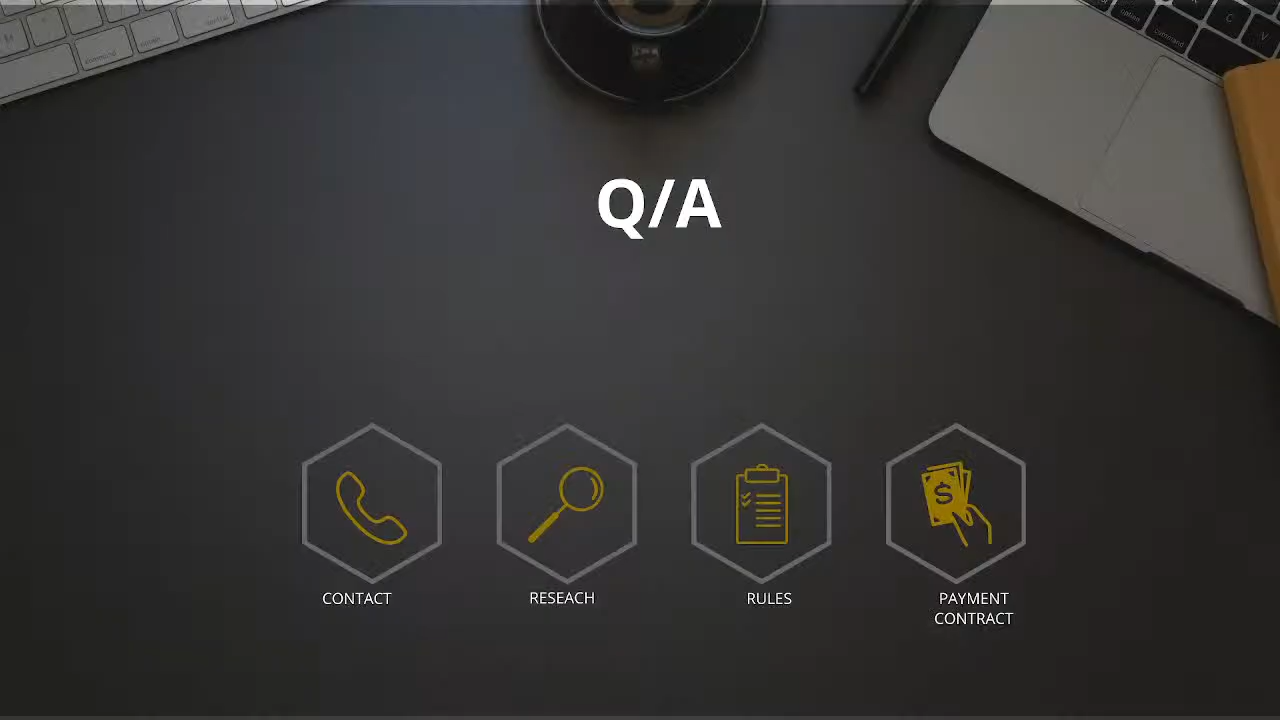 Q/A
CONTACT
RESEACH
RULES
PAYMENT
CONTRACT